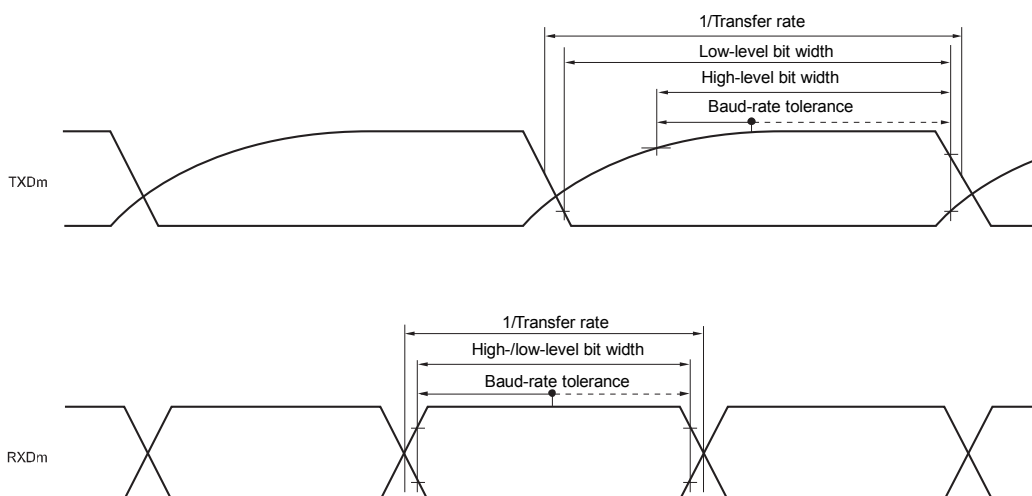 1/Transfer rate
Low-level bit width
High-level bit width
Baud-rate tolerance
TXDm
1/Transfer rate
High-/low-level bit width
Baud-rate tolerance
RXDm